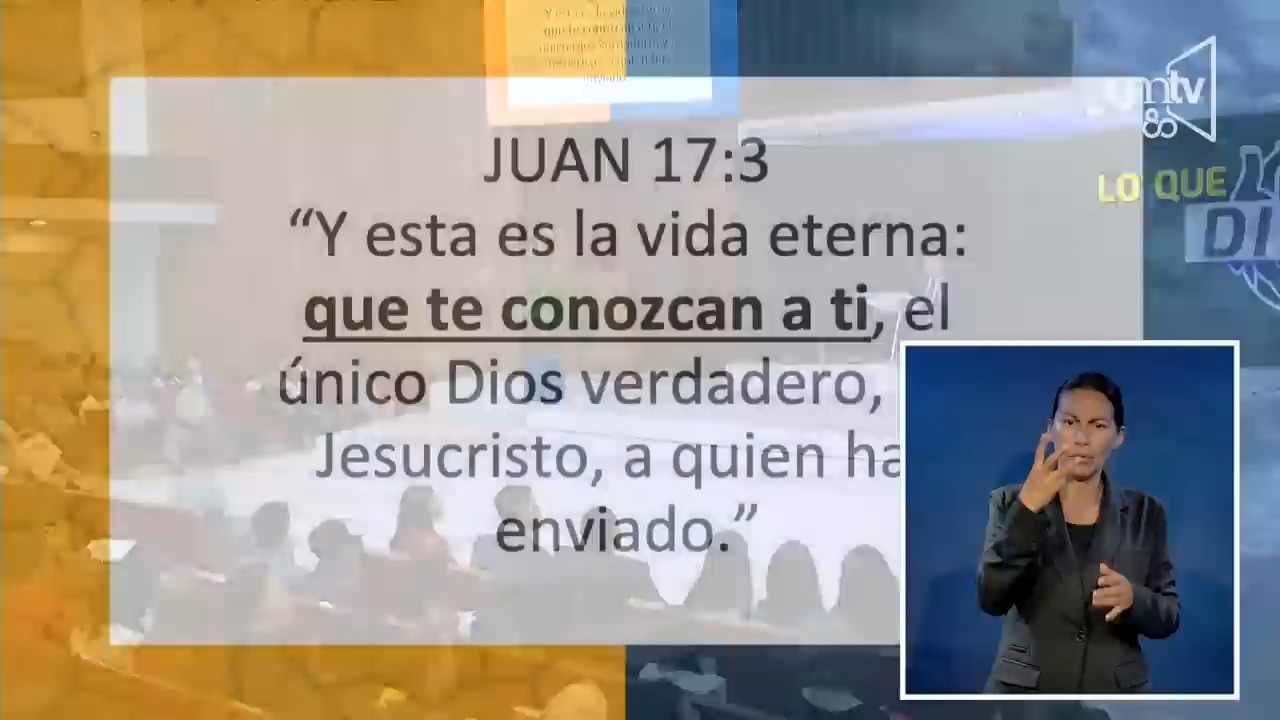 JUAN 17:3
“Y esta es la vida eterna:
que te conozcan a ti, el
único Dios verdadero,
Jesucristo, a quien ha
enviado.”
LO QUE